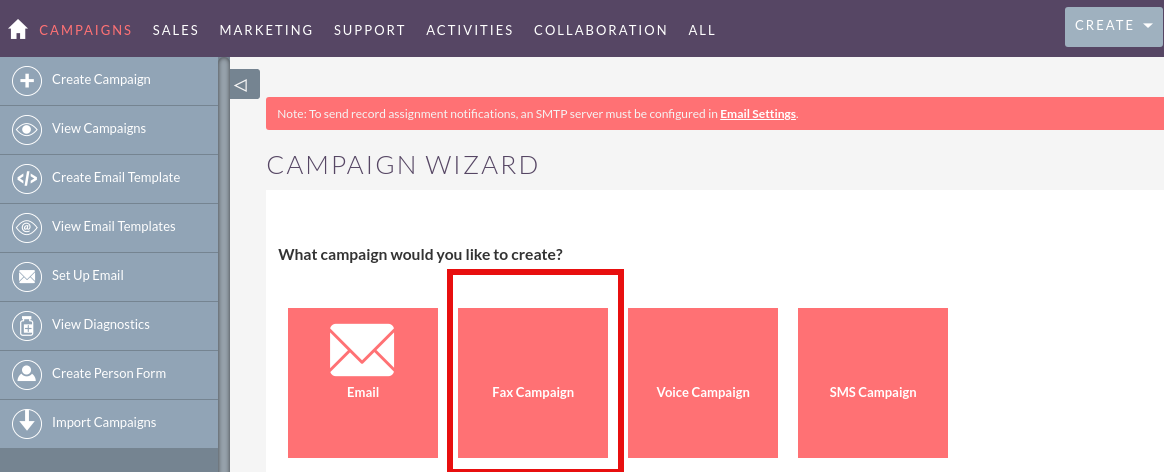 CAMPAIGNS SALES MARKETING SUPPORT ACTIVITIES COLLABORATION ALL CREATE
Create Campaign
View Campaigns
Create Email Template
View Email Templates
Set Up Email
View Diagnostics
Create Person Form
Import Campaigns
Note: To send record assignment notifications, an SMTP server must be configured in Email Settings.
CAMPAIGN WIZARD
What campaign would you like to create?
Email Fax Campaign Voice Campaign SMS Campaign